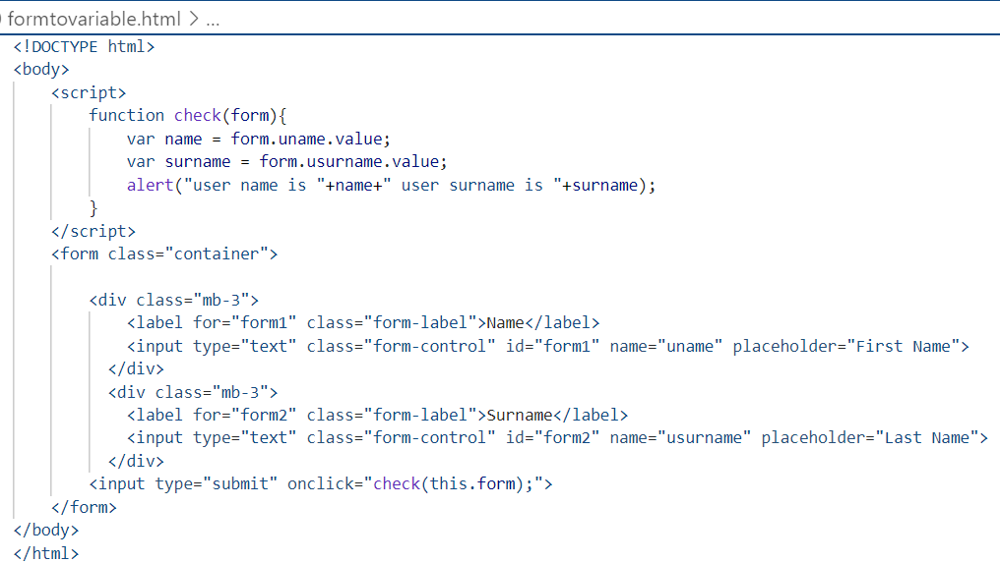 formtovariable.html > ...
<!DOCTYPE html>
<body>
    <script>
        function check(form){
            var name = form.uname.value;
            var surname = form.usurname.value;
            alert("user name is "+name+" user surname is "+surname);
        }
    </script>
    <form class="container">

        <div class="mb-3">
            <label for="form1" class="form-label">Name</label>
            <input type="text" class="form-control" id="form1" name="uname" placeholder="First Name">
          </div>
          <div class="mb-3">
            <label for="form2" class="form-label">Surname</label>
            <input type="text" class="form-control" id="form2" name="usurname" placeholder="Last Name">
          </div>
        <input type="submit" onclick="check(this.form);">
    </form>
</body>
</html>